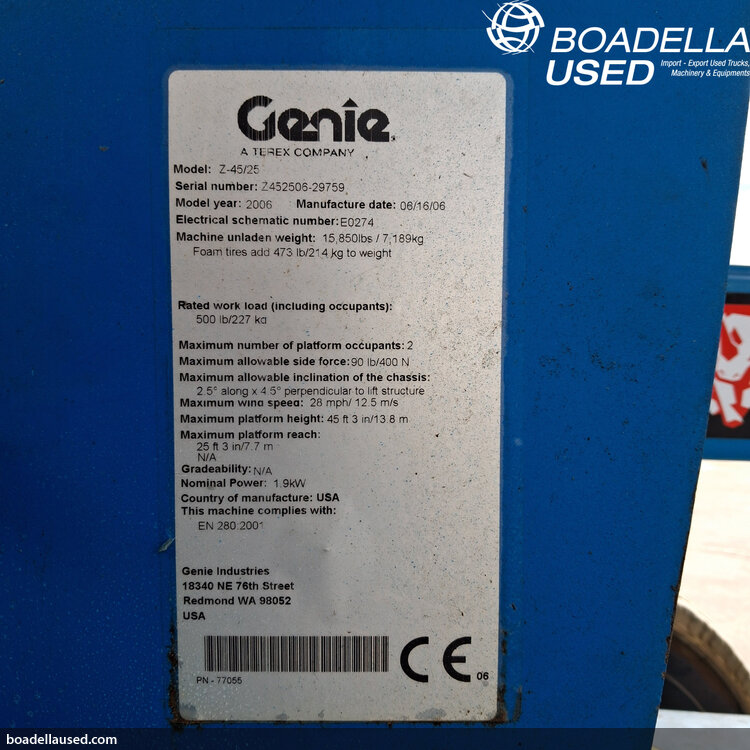 BOADELLA
USED
Import - Export Used Trucks,
Machinery & Equipments
Genie.
A TEREX COMPANY
Model: Z-45/25
Serial number: Z452506-29759
Model year: 2006 Manufacture date: 06/16/06
Electrical schematic number: E0274
Machine unladen weight: 15,850lbs / 7,189kg
Foam tires add 473 lb/214 kg to weight
Rated work load (including occupants):
500 lb/227 kg
Maximum number of platform occupants: 2
Maximum allowable side force: 90 lb/400 N
Maximum allowable inclination of the chassis:
2.5° along x 4.5° perpendicular to lift structure
Maximum wind speed: 28 mph/ 12.5 m/s
Maximum platform height: 45 ft 3 in/13.8 m
Maximum platform reach:
25 ft 3 in/7.7 m
N/A
Gradeability: N/A
Nominal Power: 1.9kW
Country of manufacture: USA
This machine complies with:
EN 280:2001
Genie Industries
18340 NE 76th Street
Redmond WA 98052
USA
CE 06
PN - 77055
boadellaused.com